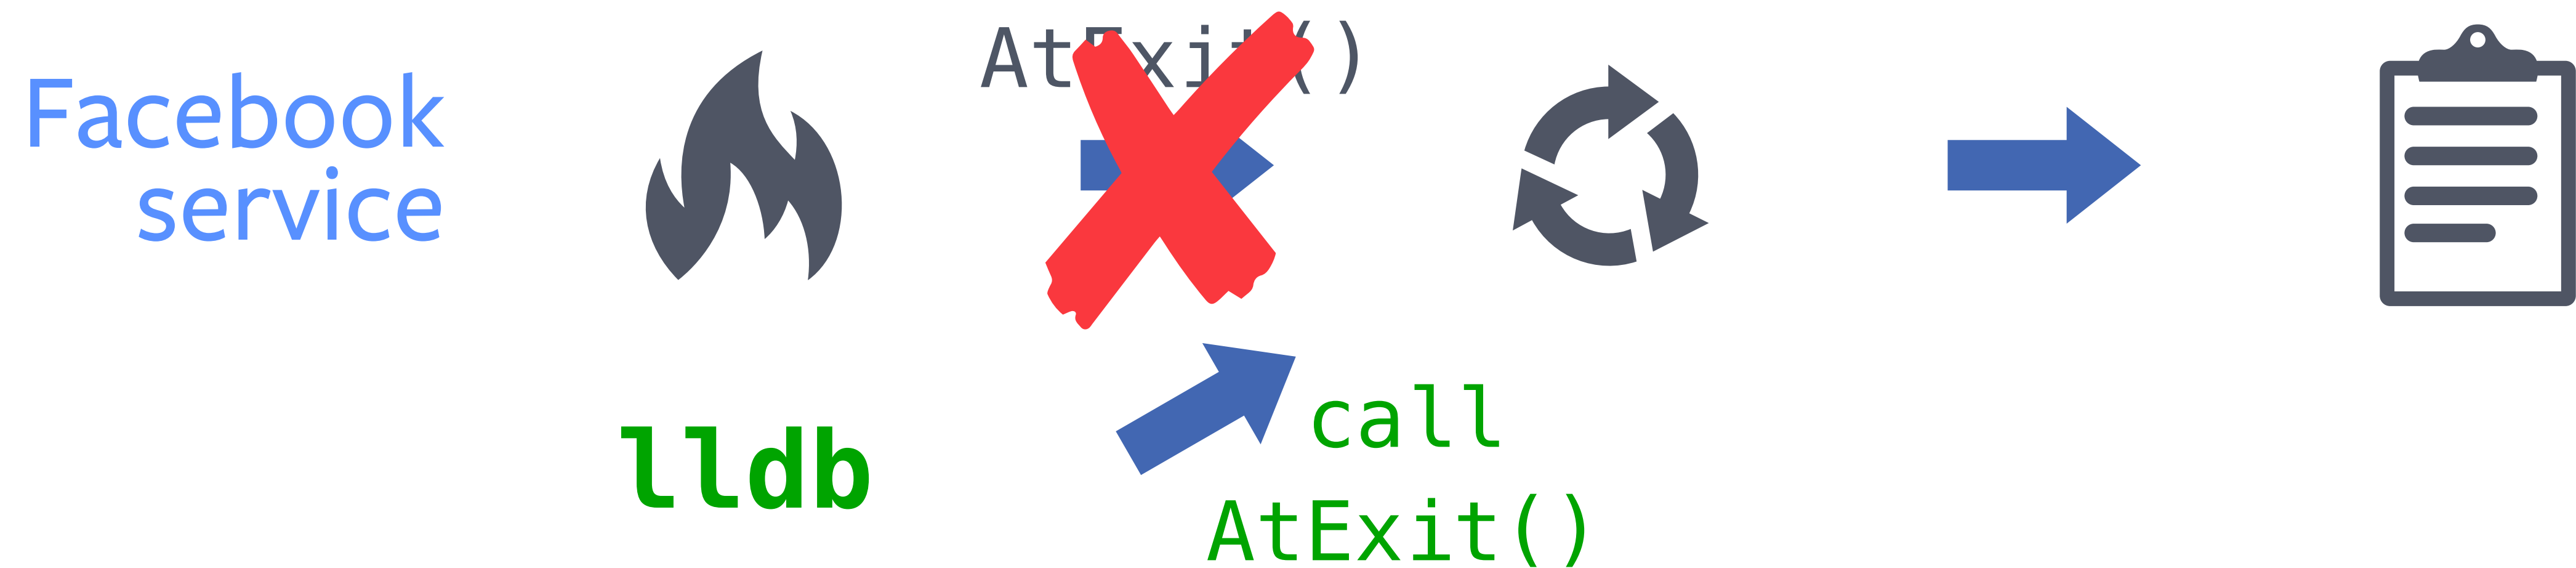 Facebook
service
AtExit()
lldb
call
AtExit()